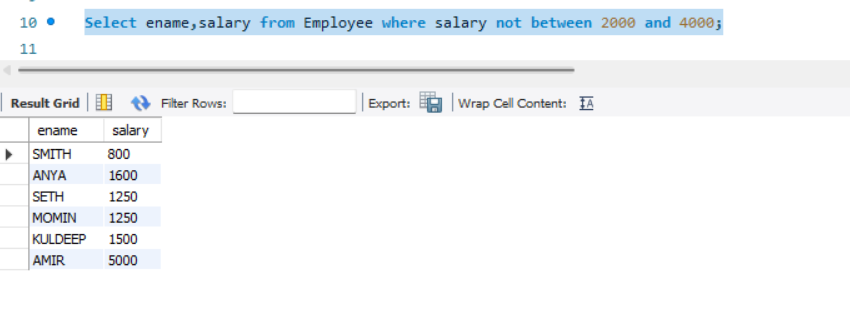 10 Select ename,salary from Employee where salary not between 2000 and 4000;
11
Result Grid Filter Rows: Export: Wrap Cell Content: IA
ename salary
SMITH 800
ANYA 1600
SETH 1250
MOMIN 1250
KULDEEP 1500
AMIR 5000